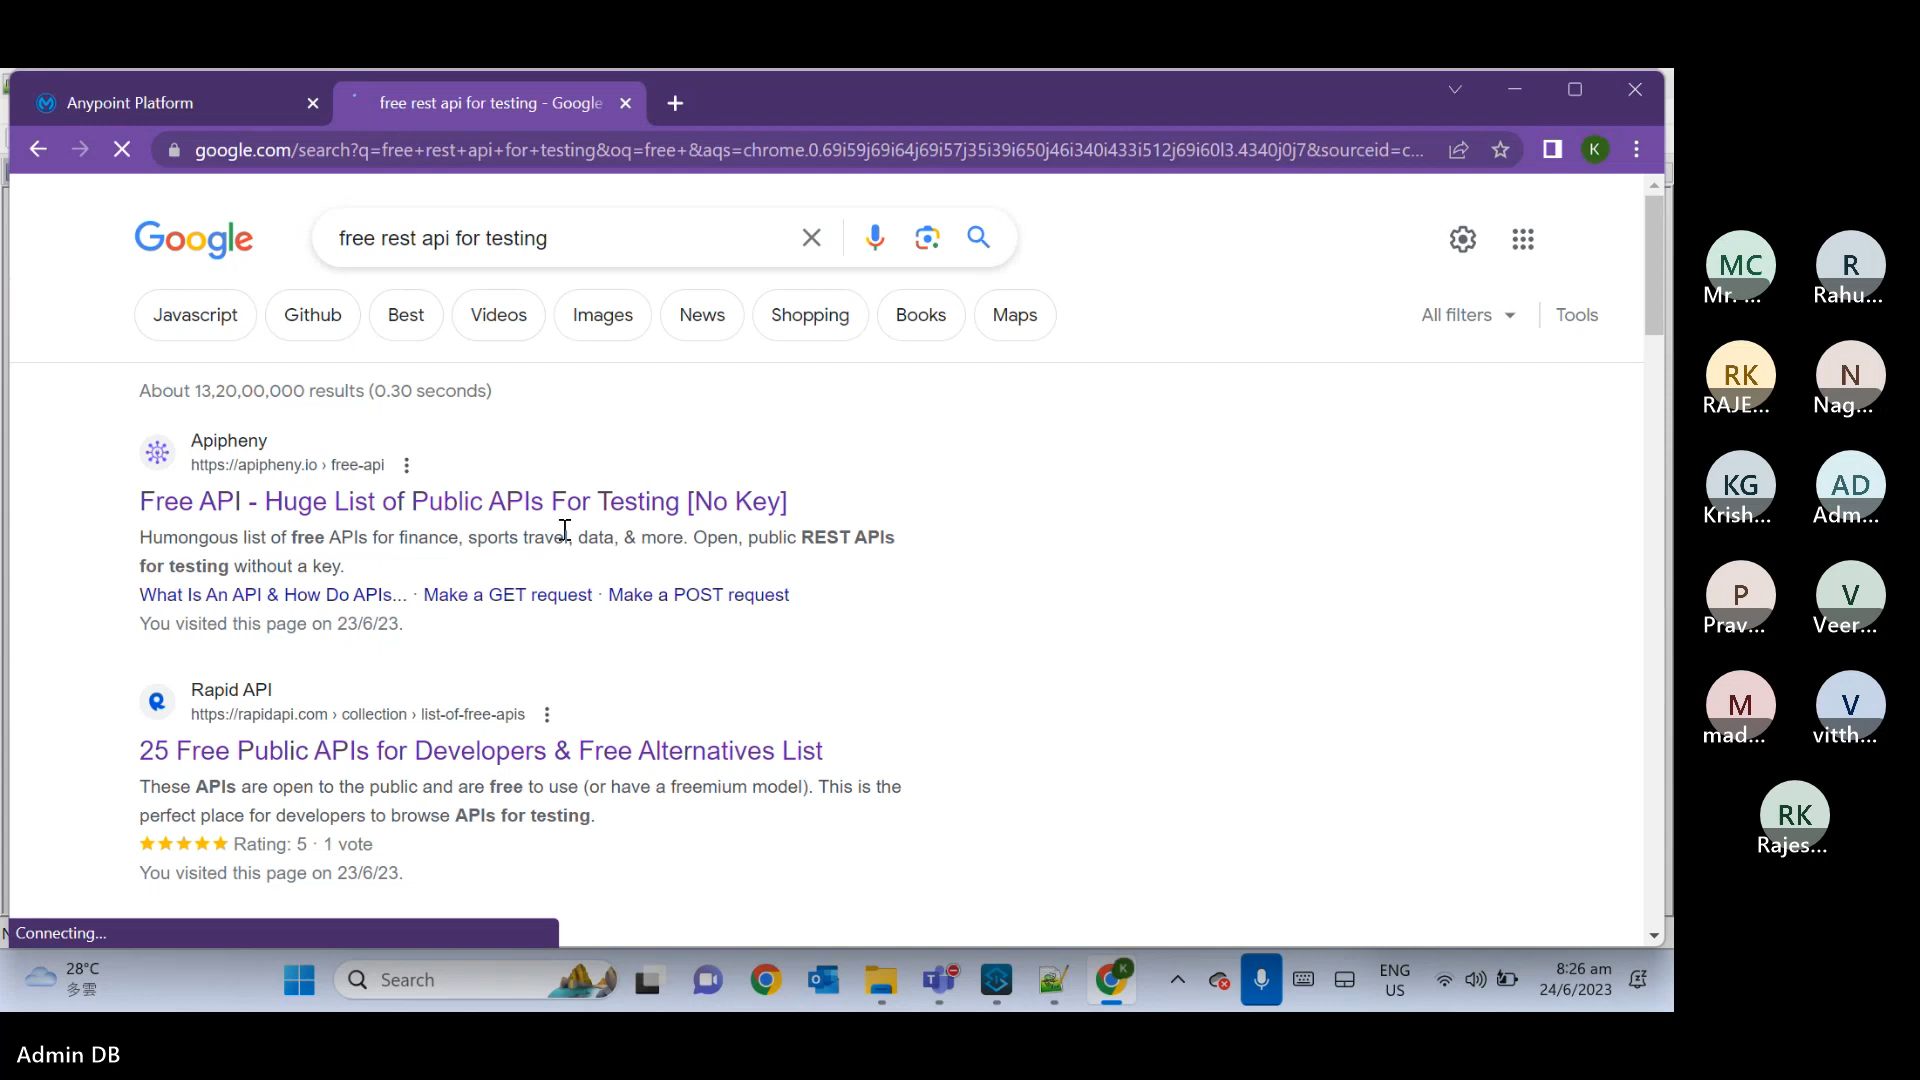 Anypoint Platform
free rest api for testing - Google
google.com/search?q=free+rest+api+for+testing&oq=free+&aqs=chrome.0.69i59j69i64j69i57j35i39i650j46i340i433i512j69i60l3.4340j0j7&sourceid=c...
K
Google
free rest api for testing
Javascript
Github
Best
Videos
Images
News
Shopping
Books
Maps
All filters
Tools
About 13,20,00,000 results (0.30 seconds)
Apipheny
https://apipheny.io › free-api
Free API - Huge List of Public APIs For Testing [No Key]
Humongous list of free APIs for finance, sports travel, data, & more. Open, public REST APIs
for testing without a key.
What Is An API & How Do APIs... · Make a GET request · Make a POST request
You visited this page on 23/6/23.
Rapid API
https://rapidapi.com › collection › list-of-free-apis
25 Free Public APIs for Developers & Free Alternatives List
These APIs are open to the public and are free to use (or have a freemium model). This is the
perfect place for developers to browse APIs for testing.
Rating: 5 · 1 vote
You visited this page on 23/6/23.
Connecting...
28°C
多雲
Search
K
ENG
US
8:26 am
24/6/2023
MC
Mr. ...
R
Rahu...
RK
RAJE...
N
Nag...
KG
Krish...
AD
Adm...
P
Prav...
V
Veer...
M
mad...
V
vitth...
RK
Rajes...
Admin DB